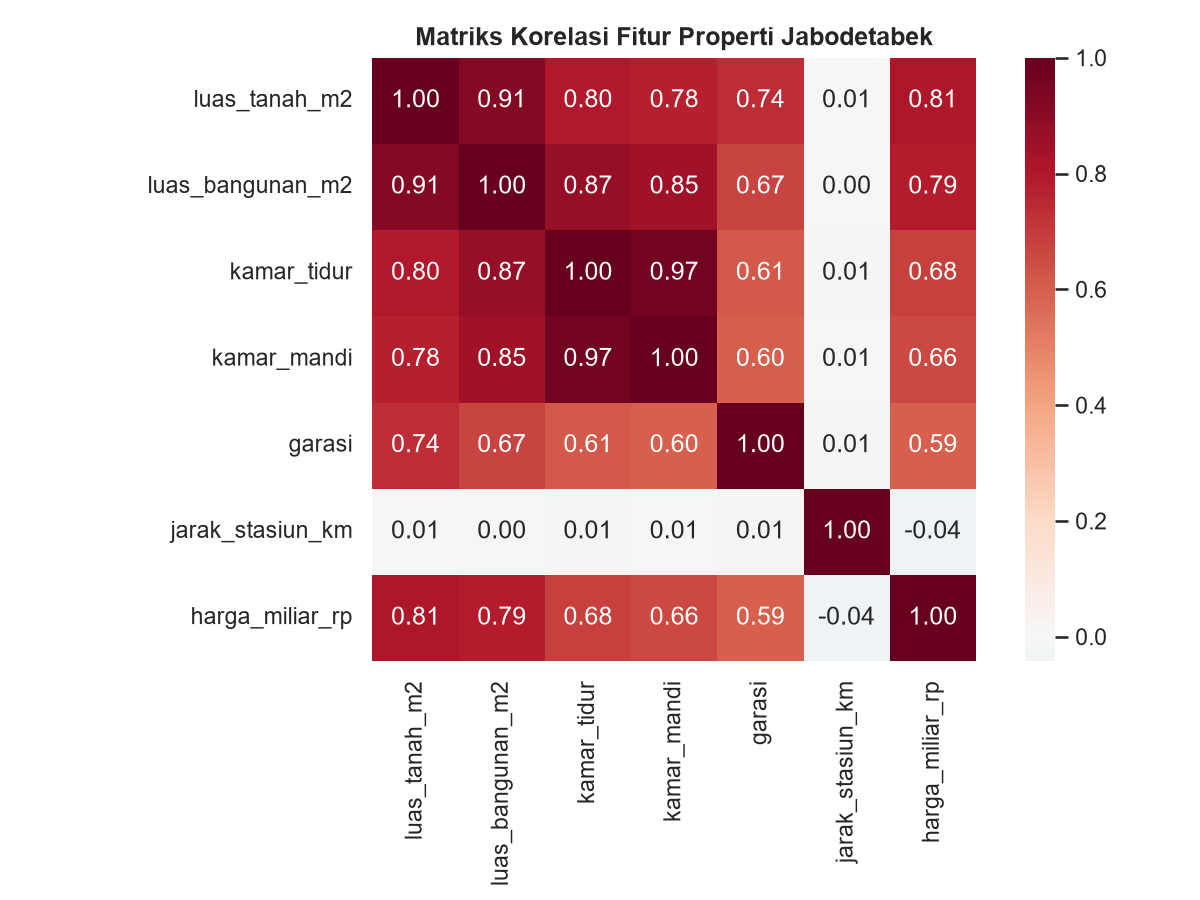 Matriks Korelasi Fitur Properti Jabodetabek
luas_tanah_m2 1.00 0.91 0.80 0.78 0.74 0.01 0.81
luas_bangunan_m2 0.91 1.00 0.87 0.85 0.67 0.00 0.79
kamar_tidur 0.80 0.87 1.00 0.97 0.61 0.01 0.68
kamar_mandi 0.78 0.85 0.97 1.00 0.60 0.01 0.66
garasi 0.74 0.67 0.61 0.60 1.00 0.01 0.59
jarak_stasiun_km 0.01 0.00 0.01 0.01 0.01 1.00 -0.04
harga_miliar_rp 0.81 0.79 0.68 0.66 0.59 -0.04 1.00
luas_tanah_m2
luas_bangunan_m2
kamar_tidur
kamar_mandi
garasi
jarak_stasiun_km
harga_miliar_rp
1.0
0.8
0.6
0.4
0.2
0.0